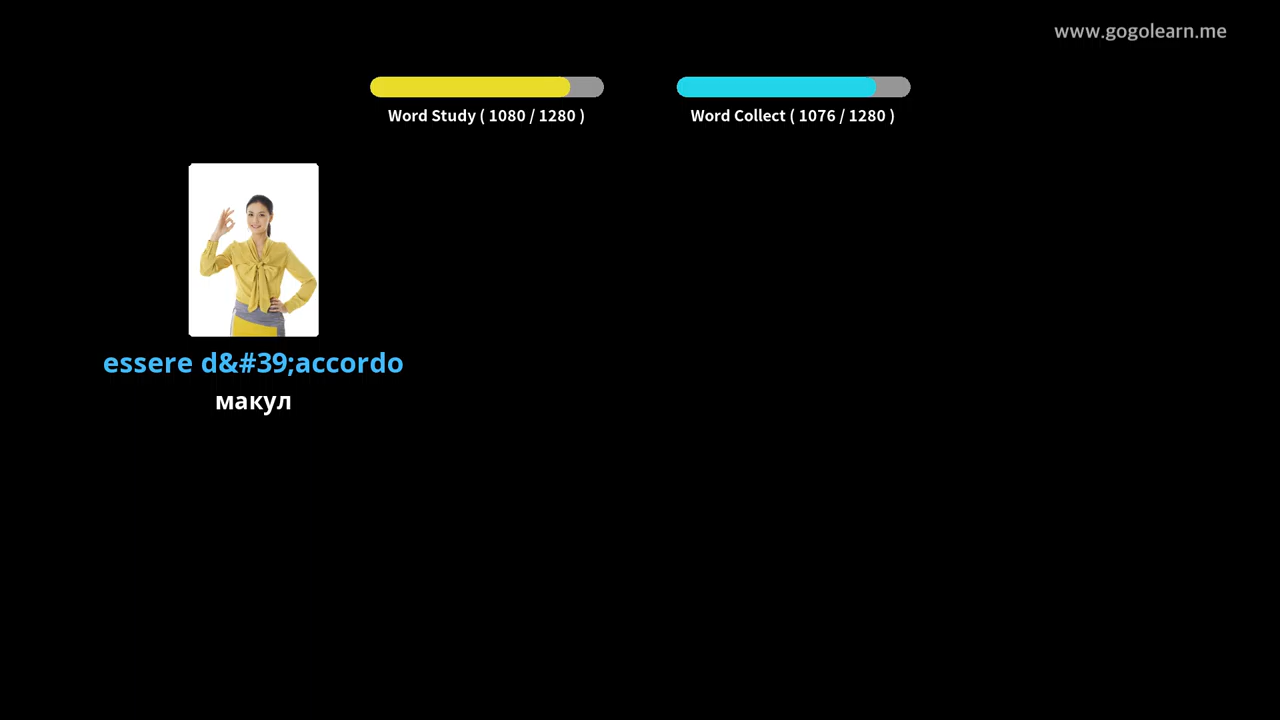 www.gogolearn.me
Word Study ( 1080 / 1280 )
Word Collect ( 1076 / 1280 )
essere d&#39;accordo
макул